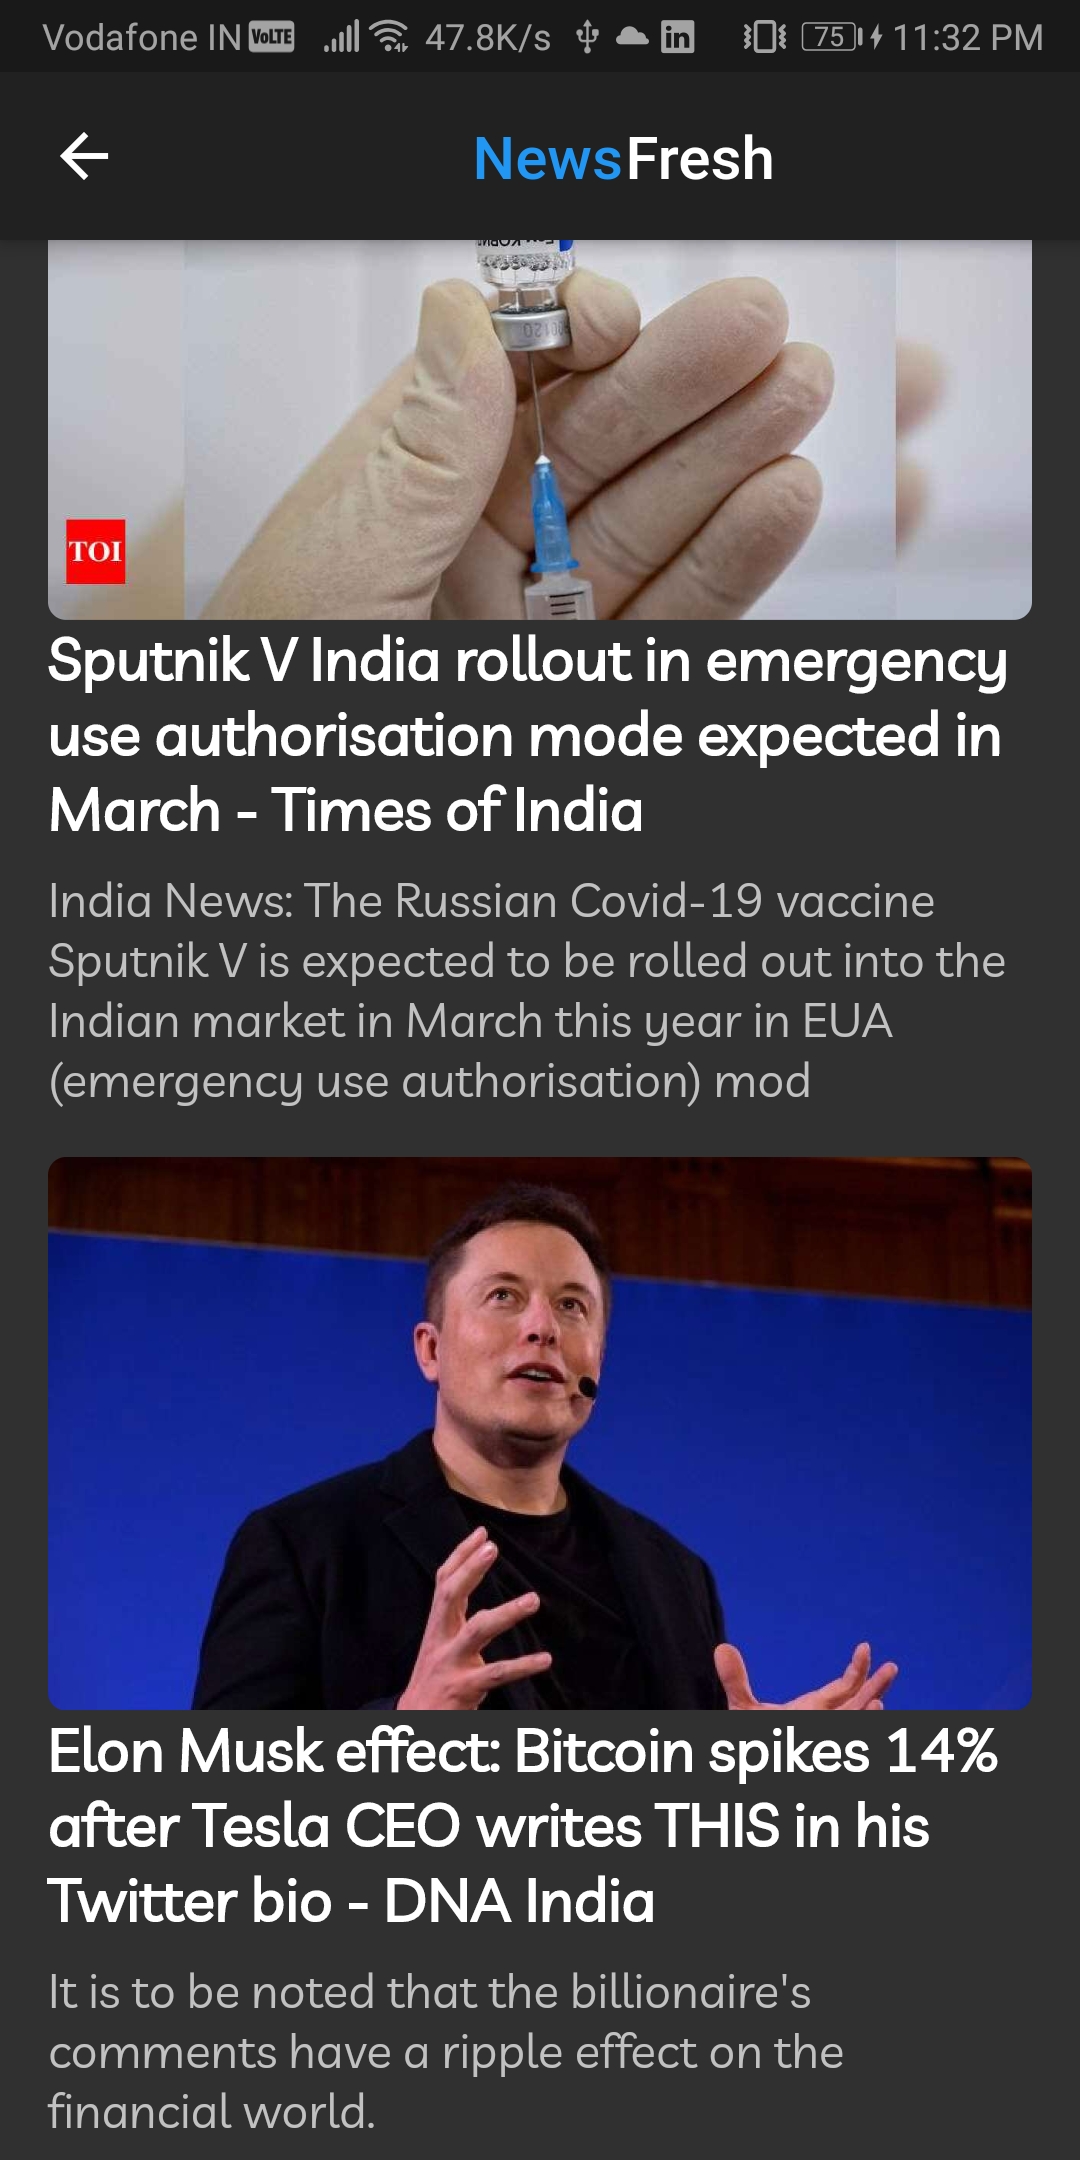 Vodafone IN VoLTE 47.8K/s in 75 11:32 PM
NewsFresh
TOI
Sputnik V India rollout in emergency
use authorisation mode expected in
March - Times of India
India News: The Russian Covid-19 vaccine
Sputnik V is expected to be rolled out into the
Indian market in March this year in EUA
(emergency use authorisation) mod
Elon Musk effect: Bitcoin spikes 14%
after Tesla CEO writes THIS in his
Twitter bio - DNA India
It is to be noted that the billionaire's
comments have a ripple effect on the
financial world.